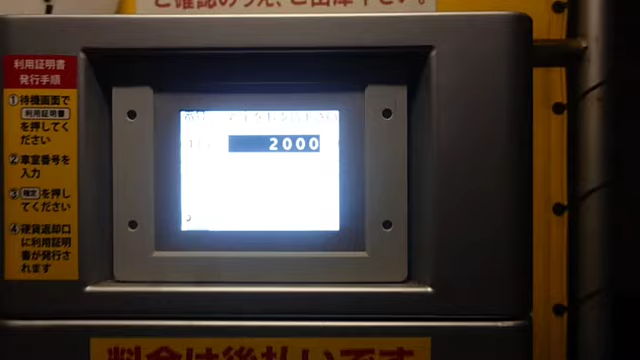 ご確認のうえ、ご出庫下さい。
利用証明書
発行手順
①待機画面で
利用証明書
を押してく
ださい
②車室番号を
入力
③確定を押し
てください
④硬貨返却口
に利用証明
書が発行さ
れます
2000
料金は後払いです